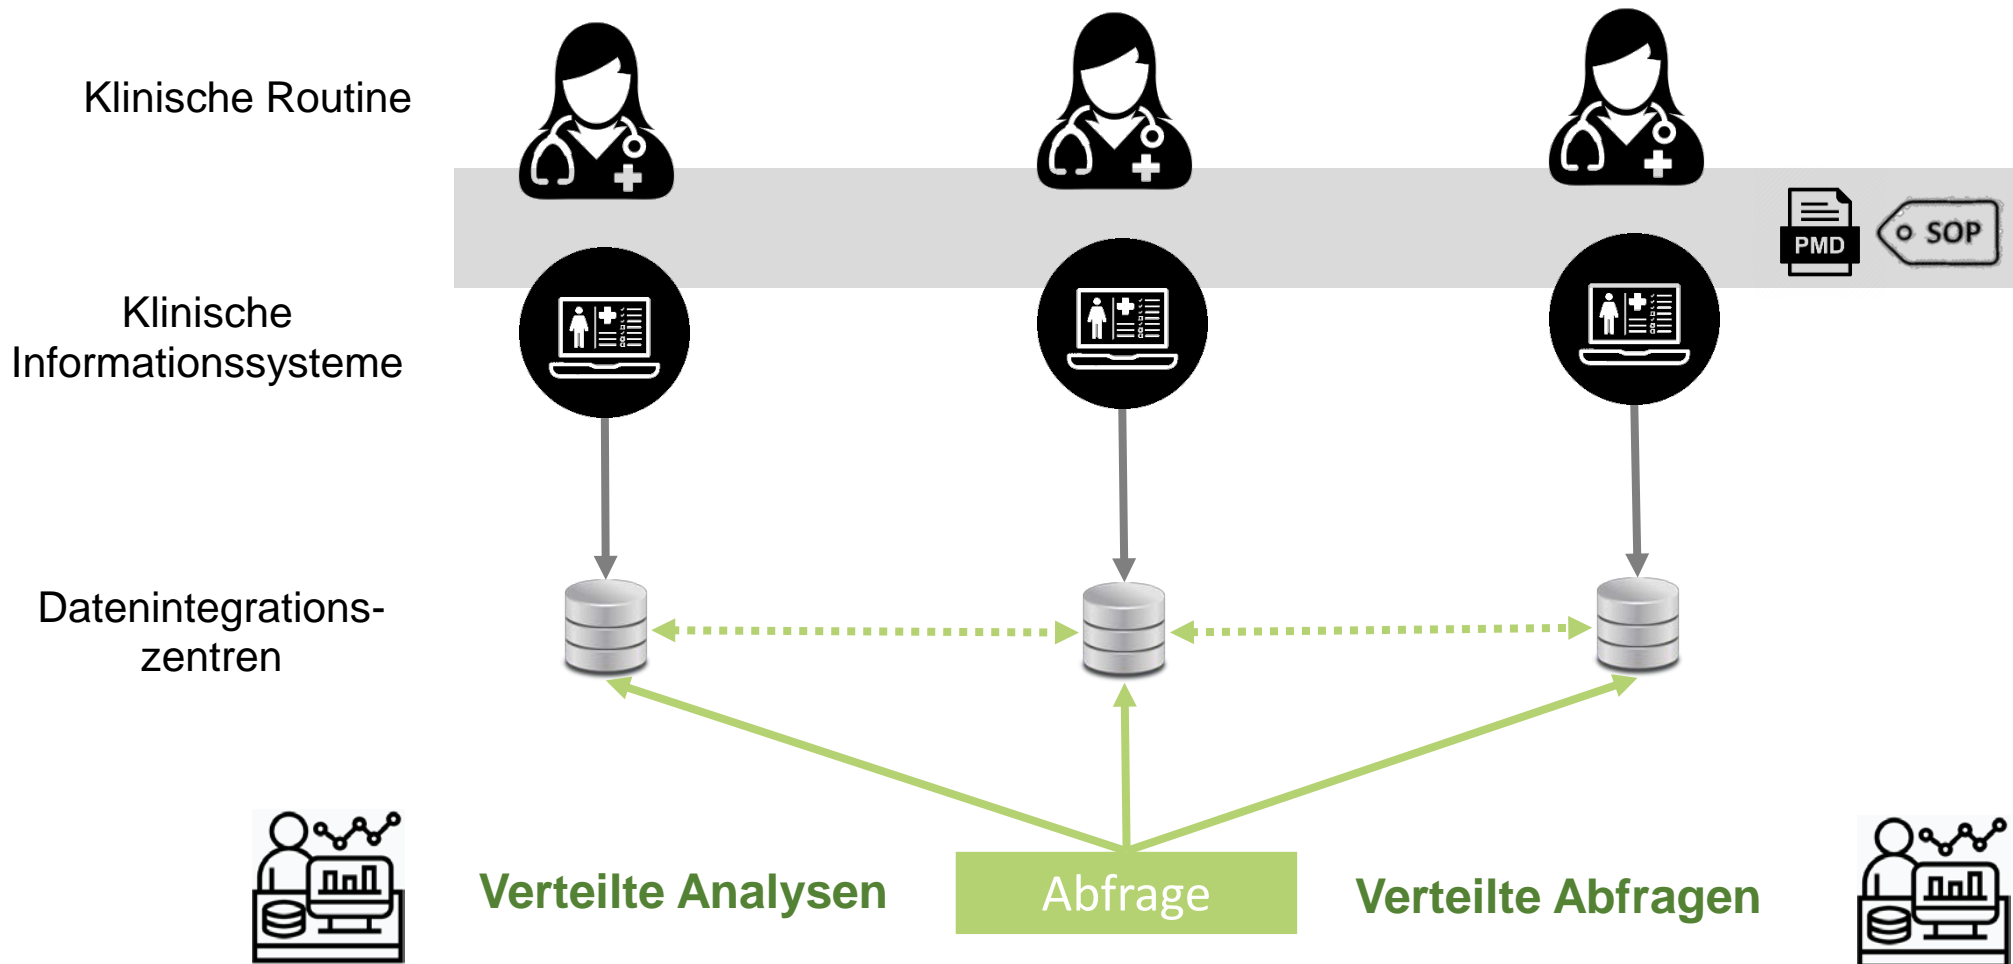 Klinische Routine
PMD
SOP
Klinische
Informationssysteme
Datenintegrations-
zentren
Verteilte Analysen
Abfrage
Verteilte Abfragen